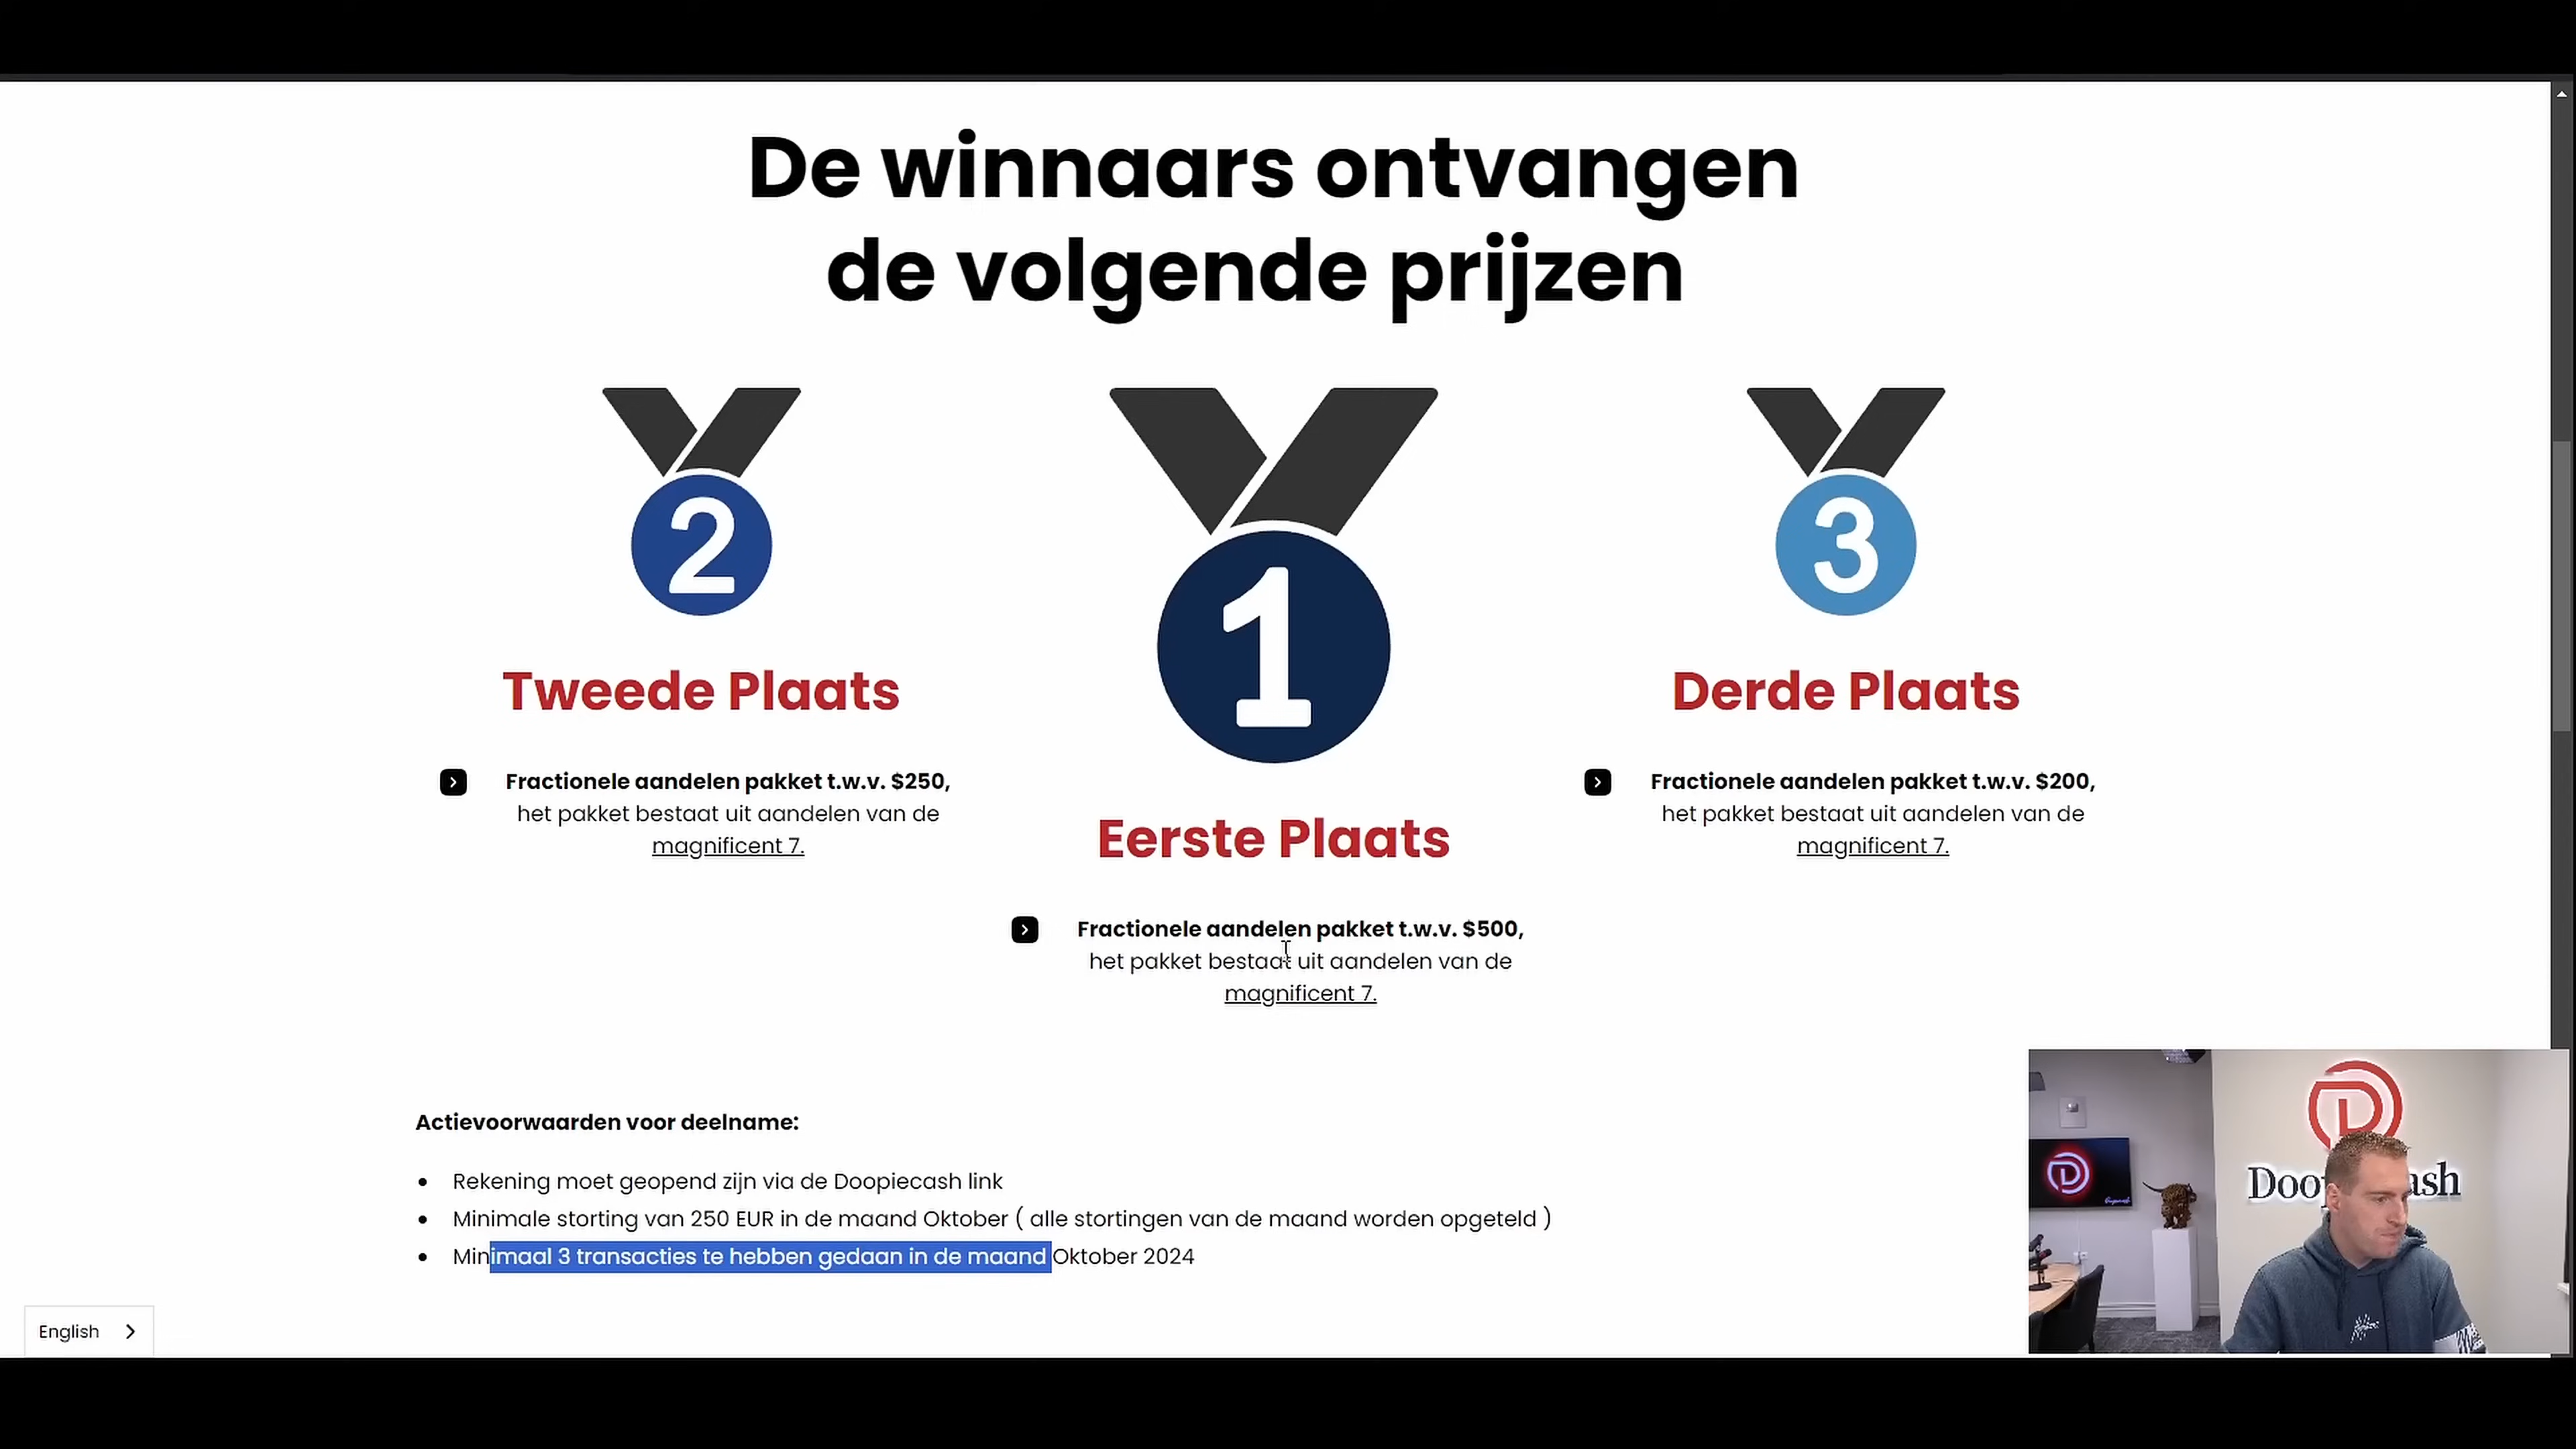 De winnaars ontvangen
de volgende prijzen
2
Tweede Plaats
Fractionele aandelen pakket t.w.v. $250,
het pakket bestaat uit aandelen van de
magnificent 7.
1
Eerste Plaats
Fractionele aandelen pakket t.w.v. $500,
het pakket bestaat uit aandelen van de
magnificent 7.
3
Derde Plaats
Fractionele aandelen pakket t.w.v. $200,
het pakket bestaat uit aandelen van de
magnificent 7.
Actievoorwaarden voor deelname:
Rekening moet geopend zijn via de Doopiecash link
Minimale storting van 250 EUR in de maand Oktober ( alle stortingen van de maand worden opgeteld )
Minimaal 3 transacties te hebben gedaan in de maand Oktober 2024
English